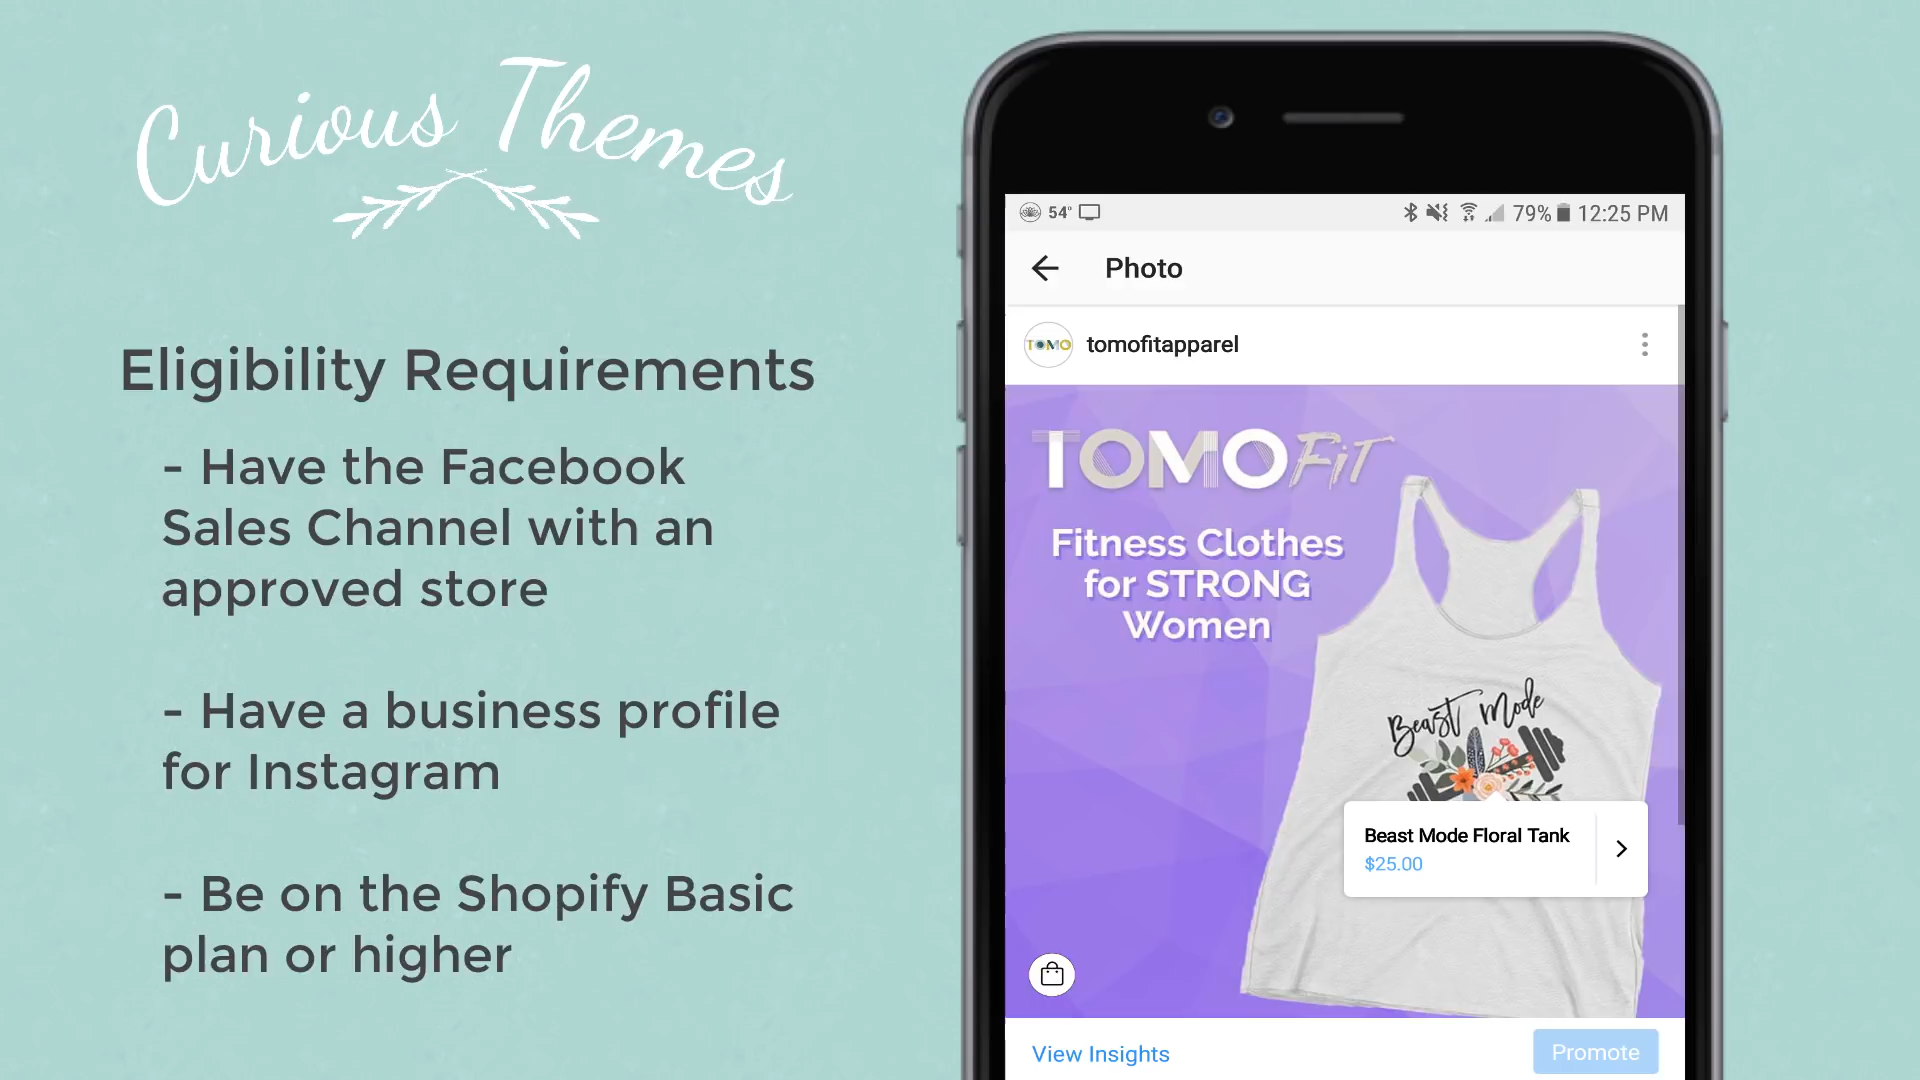 Curious Themes
Eligibility Requirements
- Have the Facebook
Sales Channel with an
approved store
- Have a business profile
for Instagram
- Be on the Shopify Basic
plan or higher
54° 79% 12:25 PM
Photo
TOMO tomofitapparel
TOMO FiT
Fitness Clothes
for STRONG
Women
Beast Mode
Beast Mode Floral Tank
$25.00
View Insights Promote